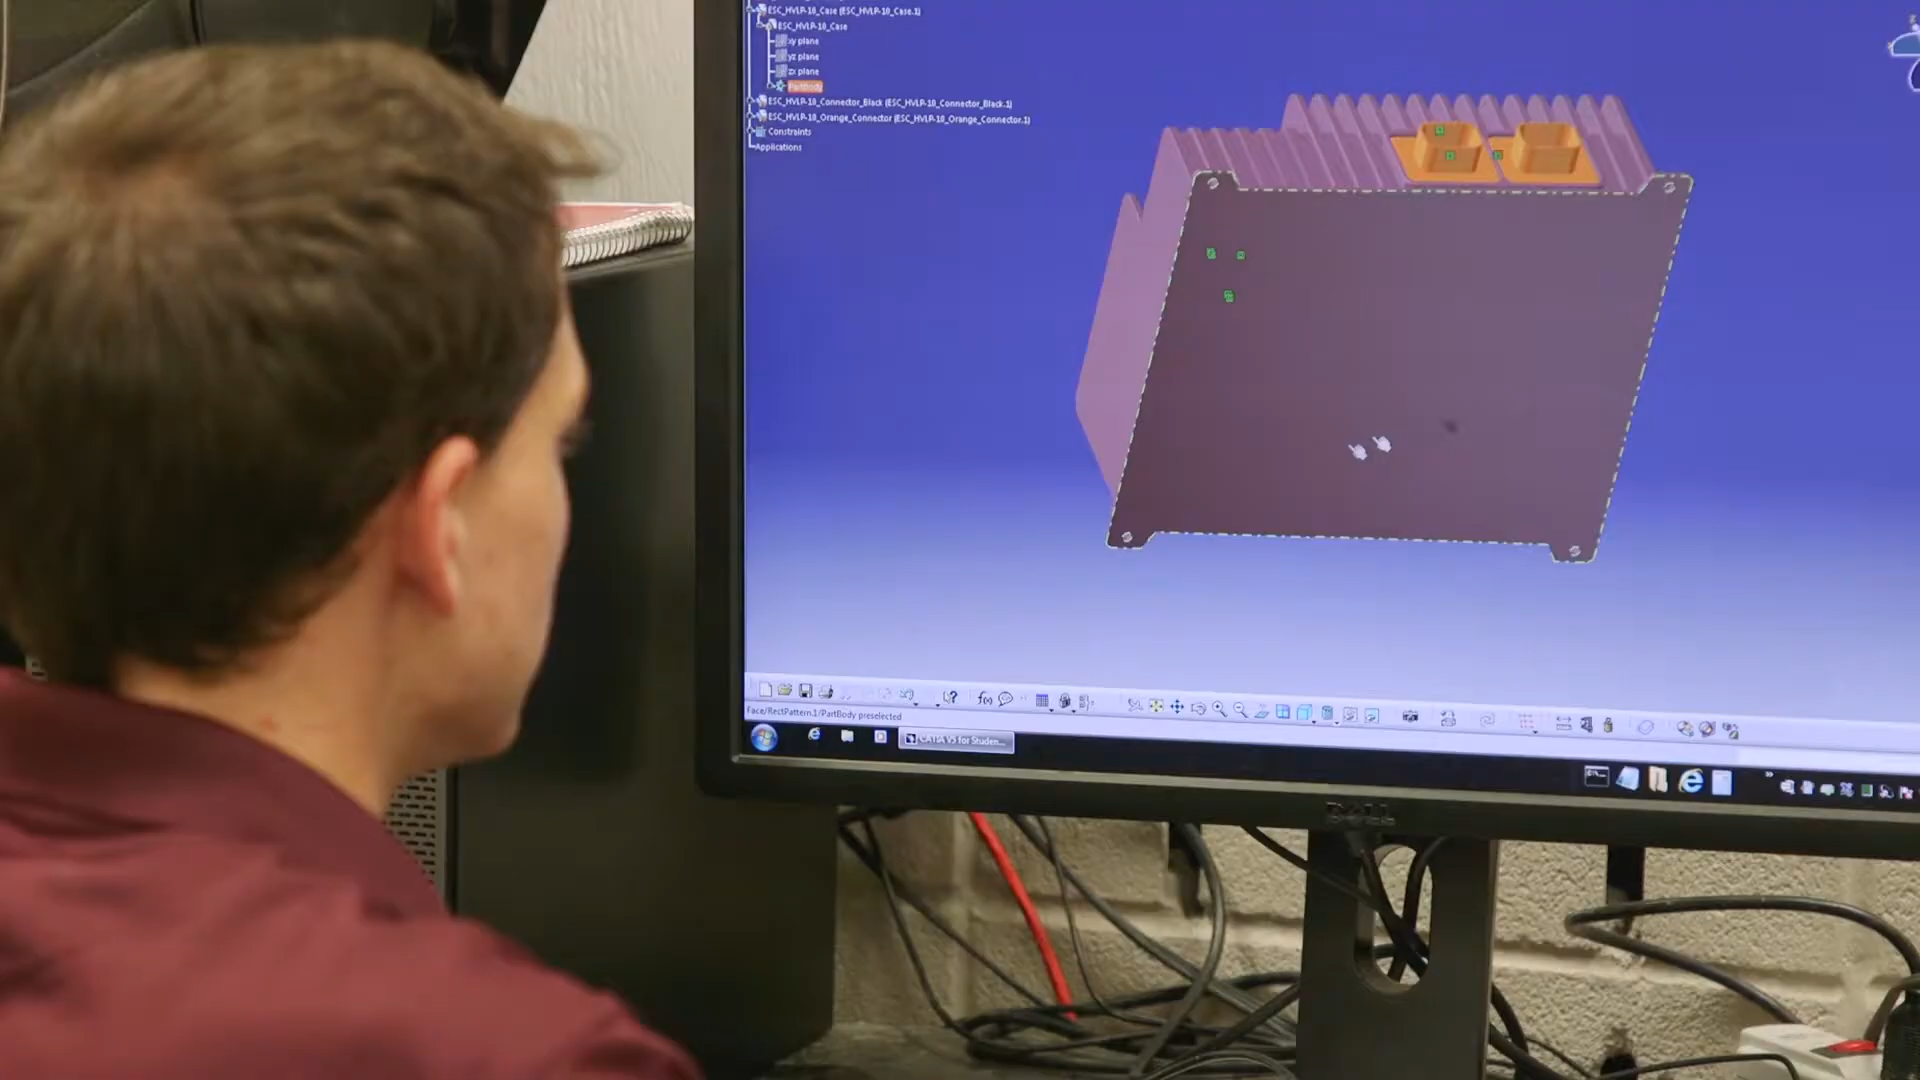 ESC_HVLP-10_Case (ESC_HVLP-10_Case.1)
ESC_HVLP-10_Case
xy plane
yz plane
zx plane
PartBody
ESC_HVLP-10_Connector_Black (ESC_HVLP-10_Connector_Black.1)
ESC_HVLP-10_Orange_Connector (ESC_HVLP-10_Orange_Connector.1)
Constraints
Applications
f(x)
Face/RectPattern.1/PartBody preselected
CATIA V5 for Studen...
DELL